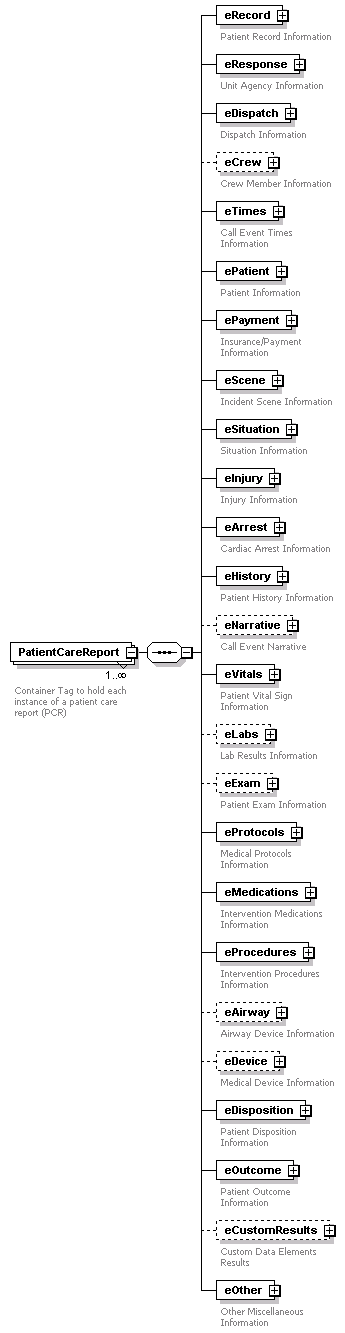 eRecord
Patient Record Information
eResponse
Unit Agency Information
eDispatch
Dispatch Information
eCrew
Crew Member Information
eTimes
Call Event Times
Information
ePatient
Patient Information
ePayment
Insurance/Payment
Information
eScene
Incident Scene Information
eSituation
Situation Information
eInjury
Injury Information
eArrest
Cardiac Arrest Information
eHistory
Patient History Information
eNarrative
Call Event Narrative
PatientCareReport
1..∞
Container Tag to hold each
instance of a patient care
report (PCR)
eVitals
Patient Vital Sign
Information
eLabs
Lab Results Information
eExam
Patient Exam Information
eProtocols
Medical Protocols
Information
eMedications
Intervention Medications
Information
eProcedures
Intervention Procedures
Information
eAirway
Airway Device Information
eDevice
Medical Device Information
eDisposition
Patient Disposition
Information
eOutcome
Patient Outcome
Information
eCustomResults
Custom Data Elements
Results
eOther
Other Miscellaneous
Information